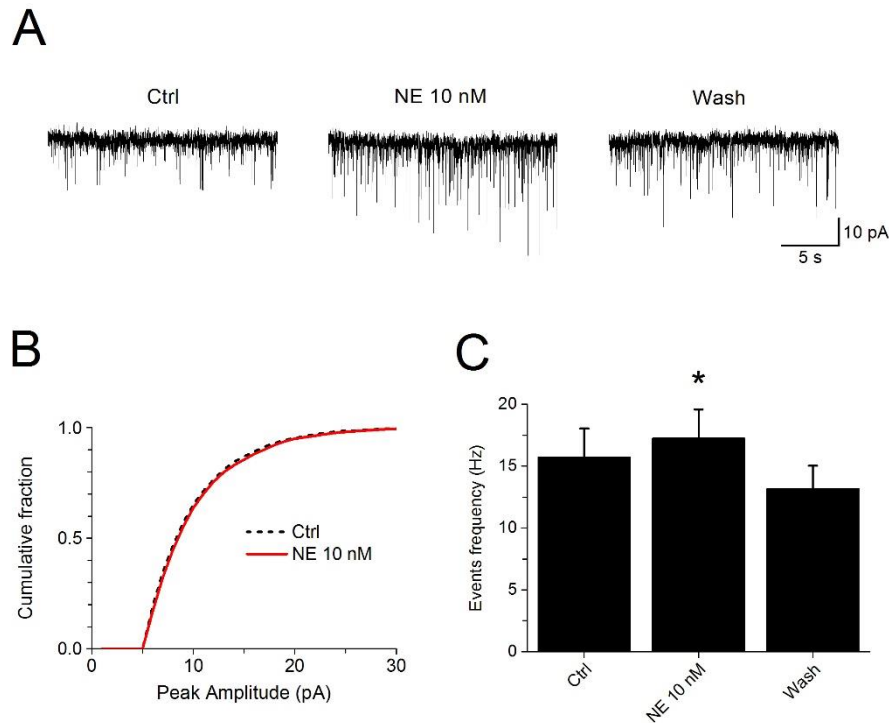 A
Ctrl
NE 10 nM
Wash
10 pA
5 s
B
Cumulative fraction
1.0
0.5
0.0
Ctrl
NE 10 nM
0
10
20
30
Peak Amplitude (pA)
C
*
Events frequency (Hz)
20
15
10
5
0
Ctrl
NE 10 nM
Wash